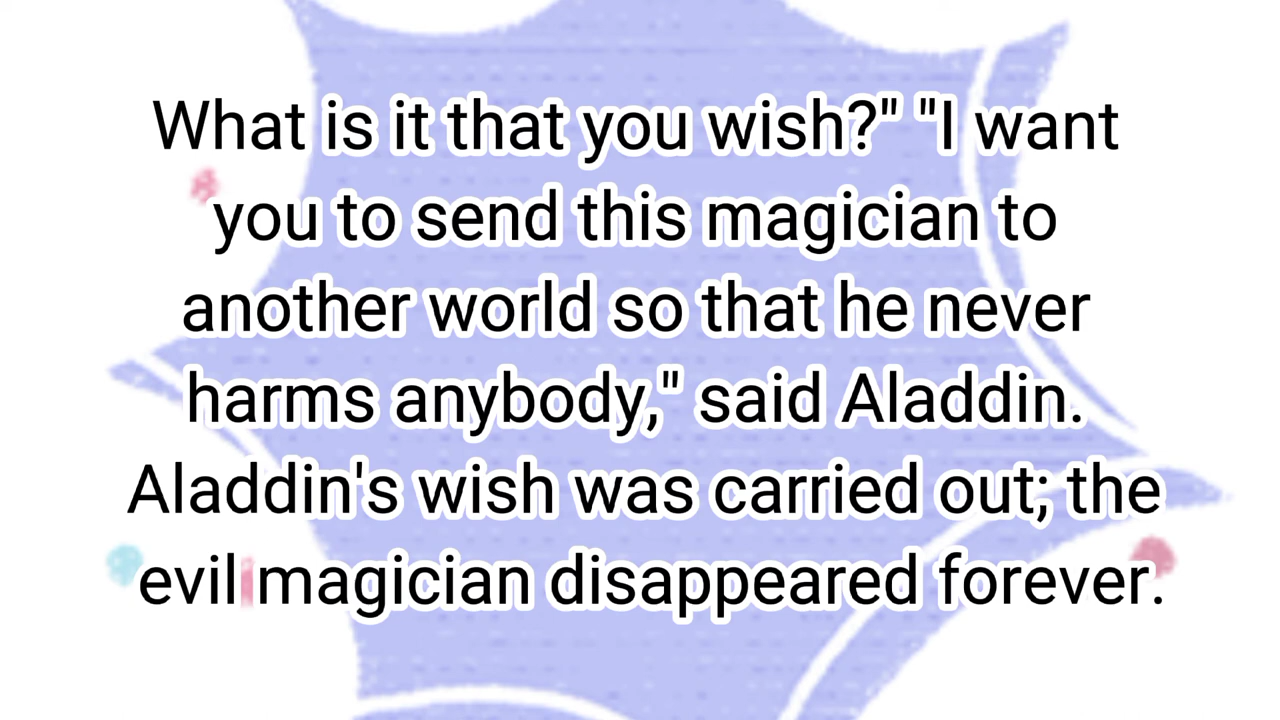 What is it that you wish?" "I want
you to send this magician to
another world so that he never
harms anybody," said Aladdin.
Aladdin's wish was carried out; the
evil magician disappeared forever.